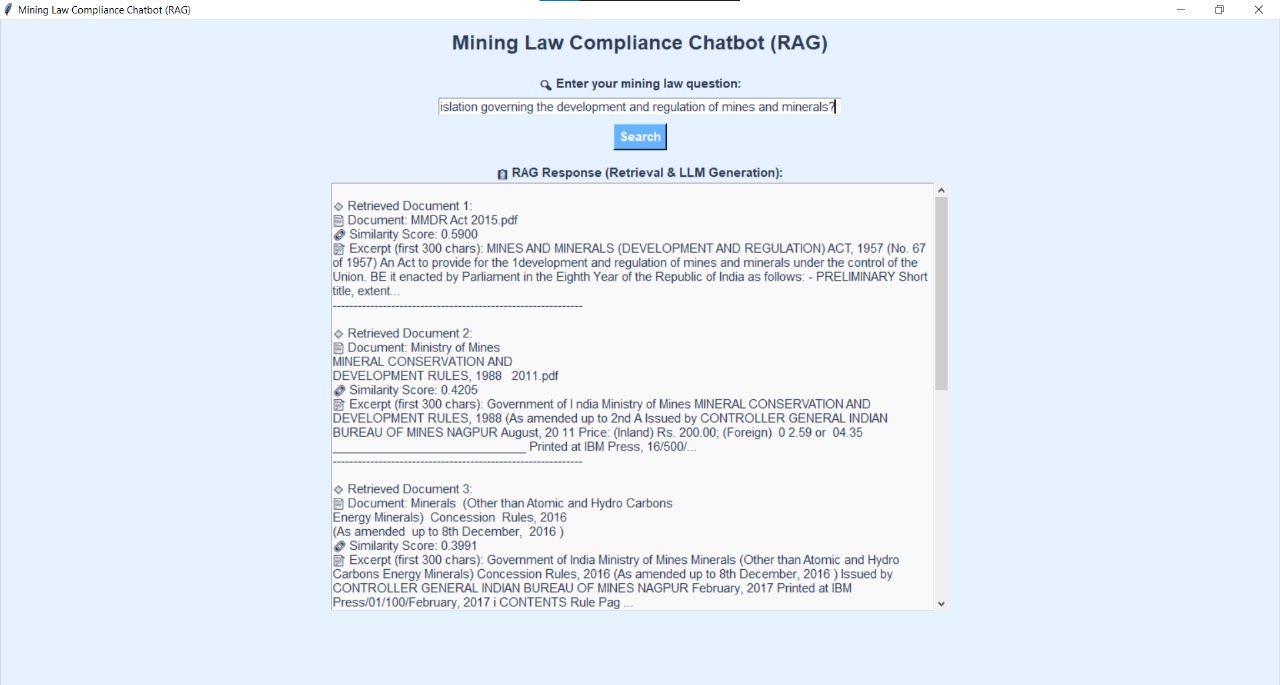 Mining Law Compliance Chatbot (RAG)
Mining Law Compliance Chatbot (RAG)
Enter your mining law question:
islation governing the development and regulation of mines and minerals?
Search
RAG Response (Retrieval & LLM Generation):
Retrieved Document 1:
Document: MMDR Act 2015.pdf
Similarity Score: 0.5900
Excerpt (first 300 chars): MINES AND MINERALS (DEVELOPMENT AND REGULATION) ACT, 1957 (No. 67
of 1957) An Act to provide for the 1development and regulation of mines and minerals under the control of the
Union. BE it enacted by Parliament in the Eighth Year of the Republic of India as follows: - PRELIMINARY Short
title, extent...
------------------------------------------------------------
Retrieved Document 2:
Document: Ministry of Mines
MINERAL CONSERVATION AND
DEVELOPMENT RULES, 1988   2011.pdf
Similarity Score: 0.4205
Excerpt (first 300 chars): Government of I ndia Ministry of Mines MINERAL CONSERVATION AND
DEVELOPMENT RULES, 1988 (As amended up to 2nd A Issued by CONTROLLER GENERAL INDIAN
BUREAU OF MINES NAGPUR August, 20 11 Price: (Inland) Rs. 200.00; (Foreign)  0 2.59 or  04.35
_____________________________ Printed at IBM Press, 16/500/...
------------------------------------------------------------
Retrieved Document 3:
Document: Minerals  (Other than Atomic and Hydro Carbons
Energy Minerals)  Concession  Rules, 2016
(As amended  up to 8th December,  2016 )
Similarity Score: 0.3991
Excerpt (first 300 chars): Government of India Ministry of Mines Minerals (Other than Atomic and Hydro
Carbons Energy Minerals) Concession Rules, 2016 (As amended up to 8th December, 2016 ) Issued by
CONTROLLER GENERAL INDIAN BUREAU OF MINES NAGPUR February, 2017 Printed at IBM
Press/01/100/February, 2017 i CONTENTS Rule Pag ...